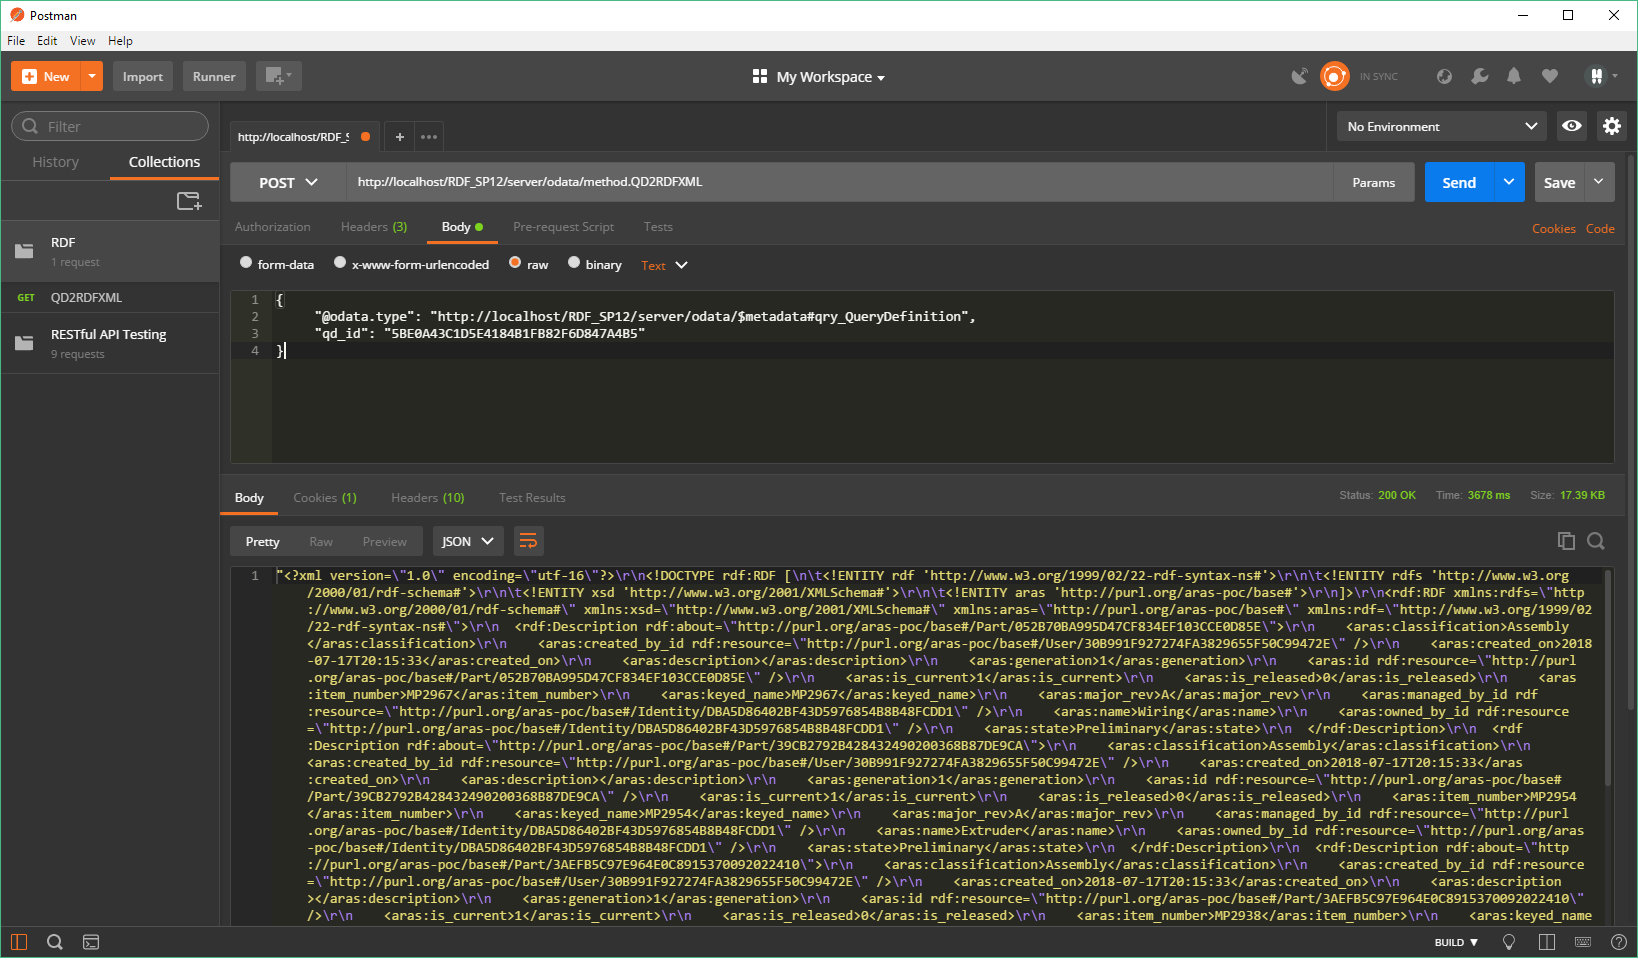 Postman
File Edit View Help
New Import Runner My Workspace IN SYNC
Filter
History Collections
RDF
1 request
GET QD2RDFXML
RESTful API Testing
9 requests
http://localhost/RDF_S + ••• No Environment
POST http://localhost/RDF_SP12/server/odata/method.QD2RDFXML Params Send Save
Authorization Headers (3) Body Pre-request Script Tests Cookies Code
form-data x-www-form-urlencoded raw binary Text
1 {
2 "@odata.type": "http://localhost/RDF_SP12/server/odata/$metadata#qry_QueryDefinition",
3 "qd_id": "5BE0A43C1D5E4184B1FB82F6D847A4B5"
4 }
Body Cookies (1) Headers (10) Test Results Status: 200 OK Time: 3678 ms Size: 17.39 KB
Pretty Raw Preview JSON
1 "<?xml version=\"1.0\" encoding=\"utf-16\"?>\r\n<!DOCTYPE rdf:RDF [\n\t<!ENTITY rdf 'http://www.w3.org/1999/02/22-rdf-syntax-ns#'>\r\n\t<!ENTITY rdfs 'http://www.w3.org
/2000/01/rdf-schema#'>\r\n\t<!ENTITY xsd 'http://www.w3.org/2001/XMLSchema#'>\r\n\t<!ENTITY aras 'http://purl.org/aras-poc/base#'>\r\n]>\r\n<rdf:RDF xmlns:rdfs=\"http
://www.w3.org/2000/01/rdf-schema#\" xmlns:xsd=\"http://www.w3.org/2001/XMLSchema#\" xmlns:aras=\"http://purl.org/aras-poc/base#\" xmlns:rdf=\"http://www.w3.org/1999/02
/22-rdf-syntax-ns#\">\r\n <rdf:Description rdf:about=\"http://purl.org/aras-poc/base#/Part/052B70BA995D47CF834EF103CCE0D85E\">\r\n <aras:classification>Assembly
</aras:classification>\r\n <aras:created_by_id rdf:resource=\"http://purl.org/aras-poc/base#/User/30B991F927274FA3829655F50C99472E\" />\r\n <aras:created_on>2018
-07-17T20:15:33</aras:created_on>\r\n <aras:description></aras:description>\r\n <aras:generation>1</aras:generation>\r\n <aras:id rdf:resource=\"http://purl
.org/aras-poc/base#/Part/052B70BA995D47CF834EF103CCE0D85E\" />\r\n <aras:is_current>1</aras:is_current>\r\n <aras:is_released>0</aras:is_released>\r\n <aras
:item_number>MP2967</aras:item_number>\r\n <aras:keyed_name>MP2967</aras:keyed_name>\r\n <aras:major_rev>A</aras:major_rev>\r\n <aras:managed_by_id rdf
:resource=\"http://purl.org/aras-poc/base#/Identity/DBA5D86402BF43D5976854B8B48FCDD1\" />\r\n <aras:name>Wiring</aras:name>\r\n <aras:owned_by_id rdf:resource
=\"http://purl.org/aras-poc/base#/Identity/DBA5D86402BF43D5976854B8B48FCDD1\" />\r\n <aras:state>Preliminary</aras:state>\r\n </rdf:Description>\r\n <rdf
:Description rdf:about=\"http://purl.org/aras-poc/base#/Part/39CB2792B428432490200368B87DE9CA\">\r\n <aras:classification>Assembly</aras:classification>\r\n
<aras:created_by_id rdf:resource=\"http://purl.org/aras-poc/base#/User/30B991F927274FA3829655F50C99472E\" />\r\n <aras:created_on>2018-07-17T20:15:33</aras
:created_on>\r\n <aras:description></aras:description>\r\n <aras:generation>1</aras:generation>\r\n <aras:id rdf:resource=\"http://purl.org/aras-poc/base#
/Part/39CB2792B428432490200368B87DE9CA\" />\r\n <aras:is_current>1</aras:is_current>\r\n <aras:is_released>0</aras:is_released>\r\n <aras:item_number>MP2954
</aras:item_number>\r\n <aras:keyed_name>MP2954</aras:keyed_name>\r\n <aras:major_rev>A</aras:major_rev>\r\n <aras:managed_by_id rdf:resource=\"http://purl
.org/aras-poc/base#/Identity/DBA5D86402BF43D5976854B8B48FCDD1\" />\r\n <aras:name>Extruder</aras:name>\r\n <aras:owned_by_id rdf:resource=\"http://purl.org/aras
-poc/base#/Identity/DBA5D86402BF43D5976854B8B48FCDD1\" />\r\n <aras:state>Preliminary</aras:state>\r\n </rdf:Description>\r\n <rdf:Description rdf:about=\"http
://purl.org/aras-poc/base#/Part/3AEFB5C97E964E0C8915370092022410\">\r\n <aras:classification>Assembly</aras:classification>\r\n <aras:created_by_id rdf:resource
=\"http://purl.org/aras-poc/base#/User/30B991F927274FA3829655F50C99472E\" />\r\n <aras:created_on>2018-07-17T20:15:33</aras:created_on>\r\n <aras:description
></aras:description>\r\n <aras:generation>1</aras:generation>\r\n <aras:id rdf:resource=\"http://purl.org/aras-poc/base#/Part/3AEFB5C97E964E0C8915370092022410\"
/>\r\n <aras:is_current>1</aras:is_current>\r\n <aras:is_released>0</aras:is_released>\r\n <aras:item_number>MP2938</aras:item_number>\r\n <aras:keyed_name
BUILD